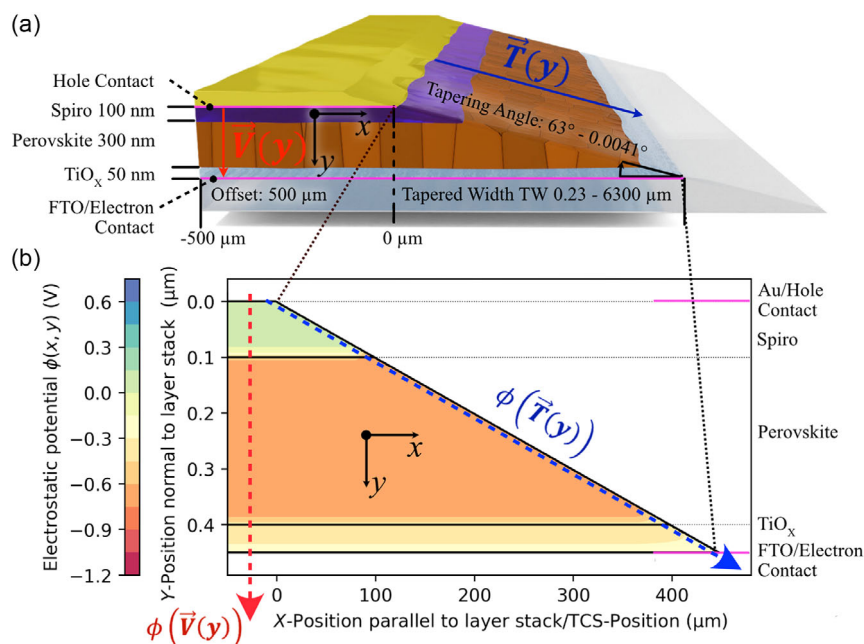 (a)
Hole Contact
Spiro 100 nm
Perovskite 300 nm
TiOX 50 nm
FTO/Electron
Contact
x
y
V(y)
T(y)
Tapering Angle: 63° - 0.0041°
Offset: 500 µm
Tapered Width TW 0.23 - 6300 µm
-500 µm
0 µm
(b)
Electrostatic potential ϕ(x, y) (V)
0.6
0.3
0.0
−0.3
−0.6
−0.9
−1.2
Y-Position normal to layer stack (µm)
0.0
0.1
0.2
0.3
0.4
x
y
ϕ(T(y))
Au/Hole
Contact
Spiro
Perovskite
TiOX
FTO/Electron
Contact
0
100
200
300
400
ϕ(V(y))
X-Position parallel to layer stack/TCS-Position (µm)